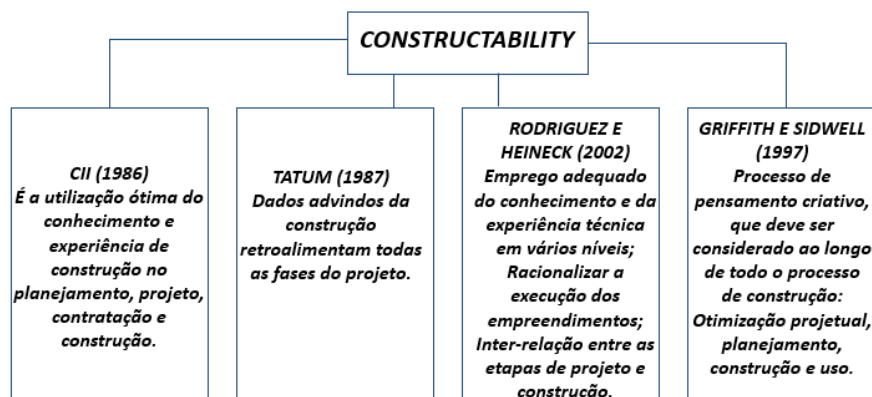 CONSTRUCTABILITY
CII (1986)
É a utilização ótima do
conhecimento e
experiência de
construção no
planejamento, projeto,
contratação e
construção.
TATUM (1987)
Dados advindos da
construção
retroalimentam todas
as fases do projeto.
RODRIGUEZ E
HEINECK (2002)
Emprego adequado
do conhecimento e da
experiência técnica
em vários níveis;
Racionalizar a
execução dos
empreendimentos;
Inter-relação entre as
etapas de projeto e
construção.
GRIFFITH E SIDWELL
(1997)
Processo de
pensamento criativo,
que deve ser
considerado ao longo
de todo o processo
de construção:
Otimização projetual,
planejamento,
construção e uso.